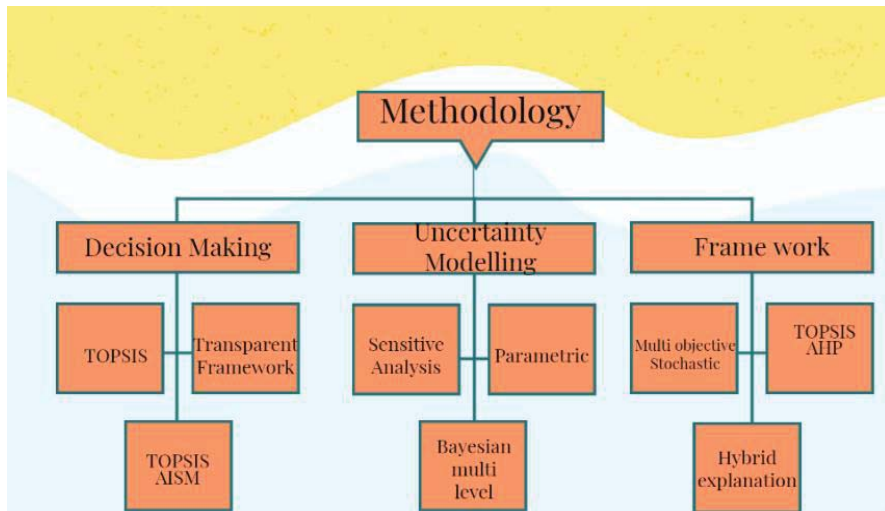 Methodology
Decision Making
Uncertainty
Modelling
Frame work
TOPSIS
Transparent
Framework
Sensitive
Analysis
Parametric
Multi objective
Stochastic
TOPSIS
AHP
TOPSIS
AISM
Bayesian
multi
level
Hybrid
explanation